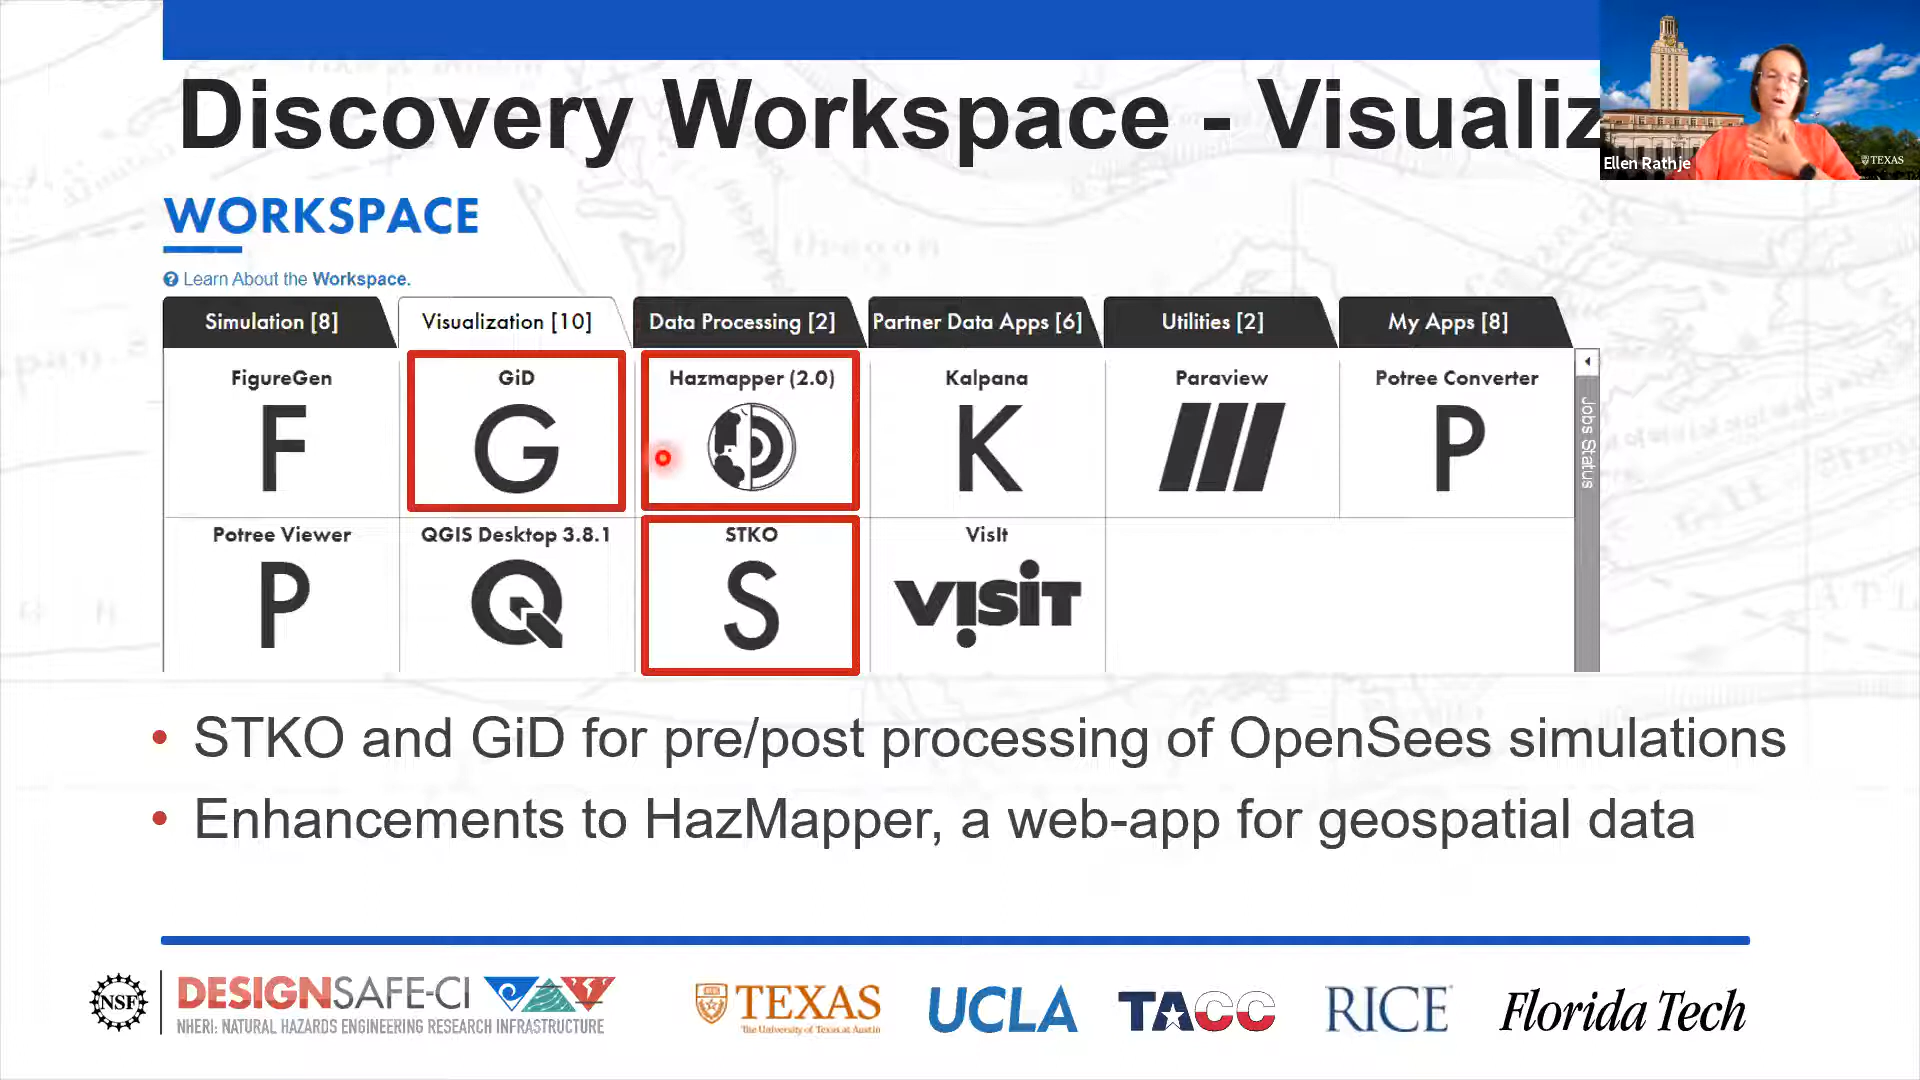 Discovery Workspace - Visualiz
Ellen Rathje
TEXAS
WORKSPACE
Learn About the Workspace.
Simulation [8]
Visualization [10]
Data Processing [2]
Partner Data Apps [6]
Utilities [2]
My Apps [8]
FigureGen
F
GiD
G
Hazmapper (2.0)
Kalpana
K
Paraview
Potree Converter
P
Jobs Status
Potree Viewer
P
QGIS Desktop 3.8.1
Q
STKO
S
VisIt
VISIT
• STKO and GiD for pre/post processing of OpenSees simulations
• Enhancements to HazMapper, a web-app for geospatial data
NSF
DESIGNSAFE-CI
NHERI: NATURAL HAZARDS ENGINEERING RESEARCH INFRASTRUCTURE
TEXAS
The University of Texas at Austin
UCLA
TACC
RICE
Florida Tech